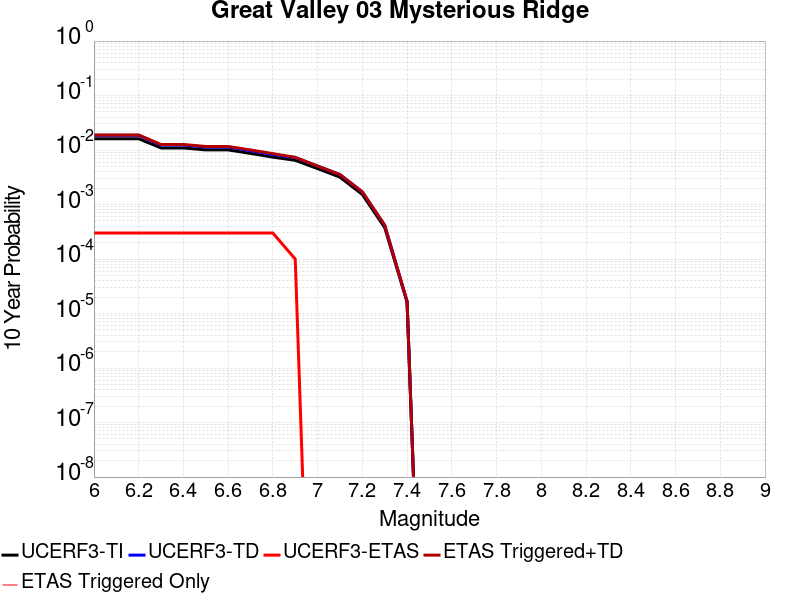 Great Valley 03 Mysterious Ridge
10^0
10^-1
10^-2
10^-3
10^-4
10^-5
10^-6
10^-7
10^-8
10 Year Probability
6 6.2 6.4 6.6 6.8 7 7.2 7.4 7.6 7.8 8 8.2 8.4 8.6 8.8 9
Magnitude
UCERF3-TI UCERF3-TD UCERF3-ETAS ETAS Triggered+TD
ETAS Triggered Only